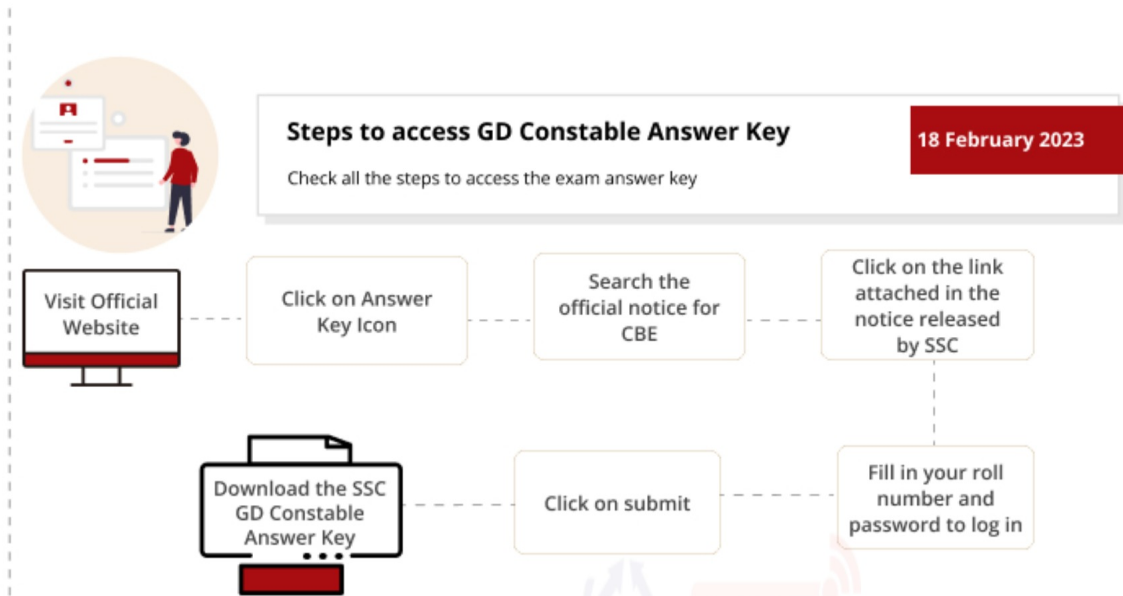 Steps to access GD Constable Answer Key
18 February 2023
Check all the steps to access the exam answer key
Visit Official
Website
Click on Answer
Key Icon
Search the
official notice for
CBE
Click on the link
attached in the
notice released
by SSC
Fill in your roll
number and
password to log in
Click on submit
Download the SSC
GD Constable
Answer Key